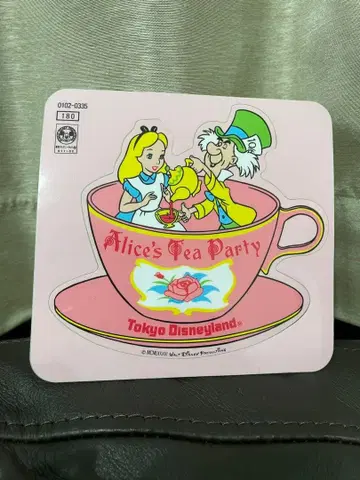 0102-0335
180
Alice's Tea Party
Tokyo Disneyland®